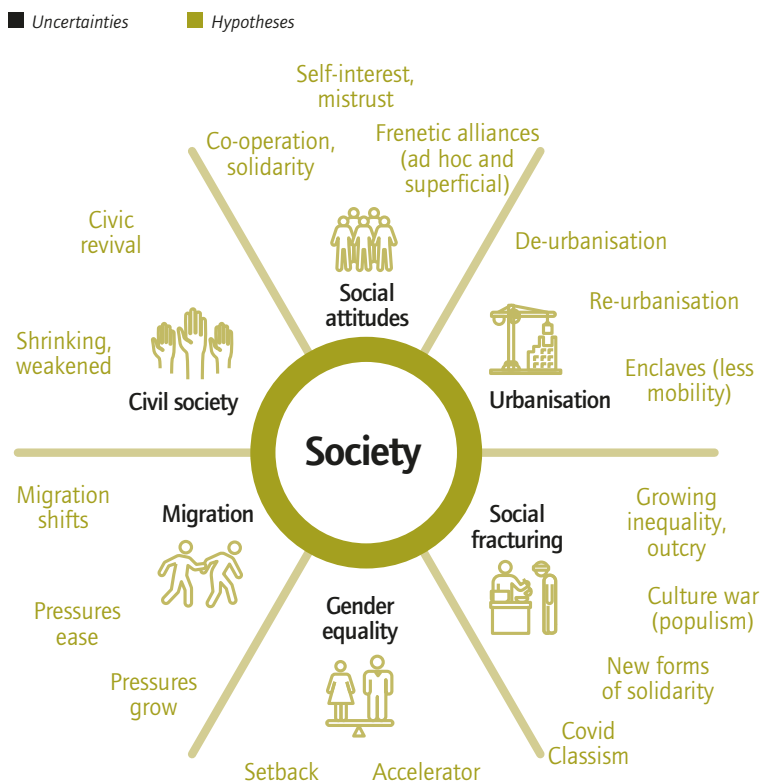 Uncertainties
Hypotheses
Self-interest,
mistrust
Co-operation,
solidarity
Frenetic alliances
(ad hoc and
superficial)
Social
attitudes
De-urbanisation
Re-urbanisation
Enclaves (less
mobility)
Urbanisation
Civic
revival
Shrinking,
weakened
Civil society
Society
Migration
shifts
Migration
Pressures
ease
Pressures
grow
Gender
equality
Setback
Accelerator
Social
fracturing
Growing
inequality,
outcry
Culture war
(populism)
New forms
of solidarity
Covid
Classism